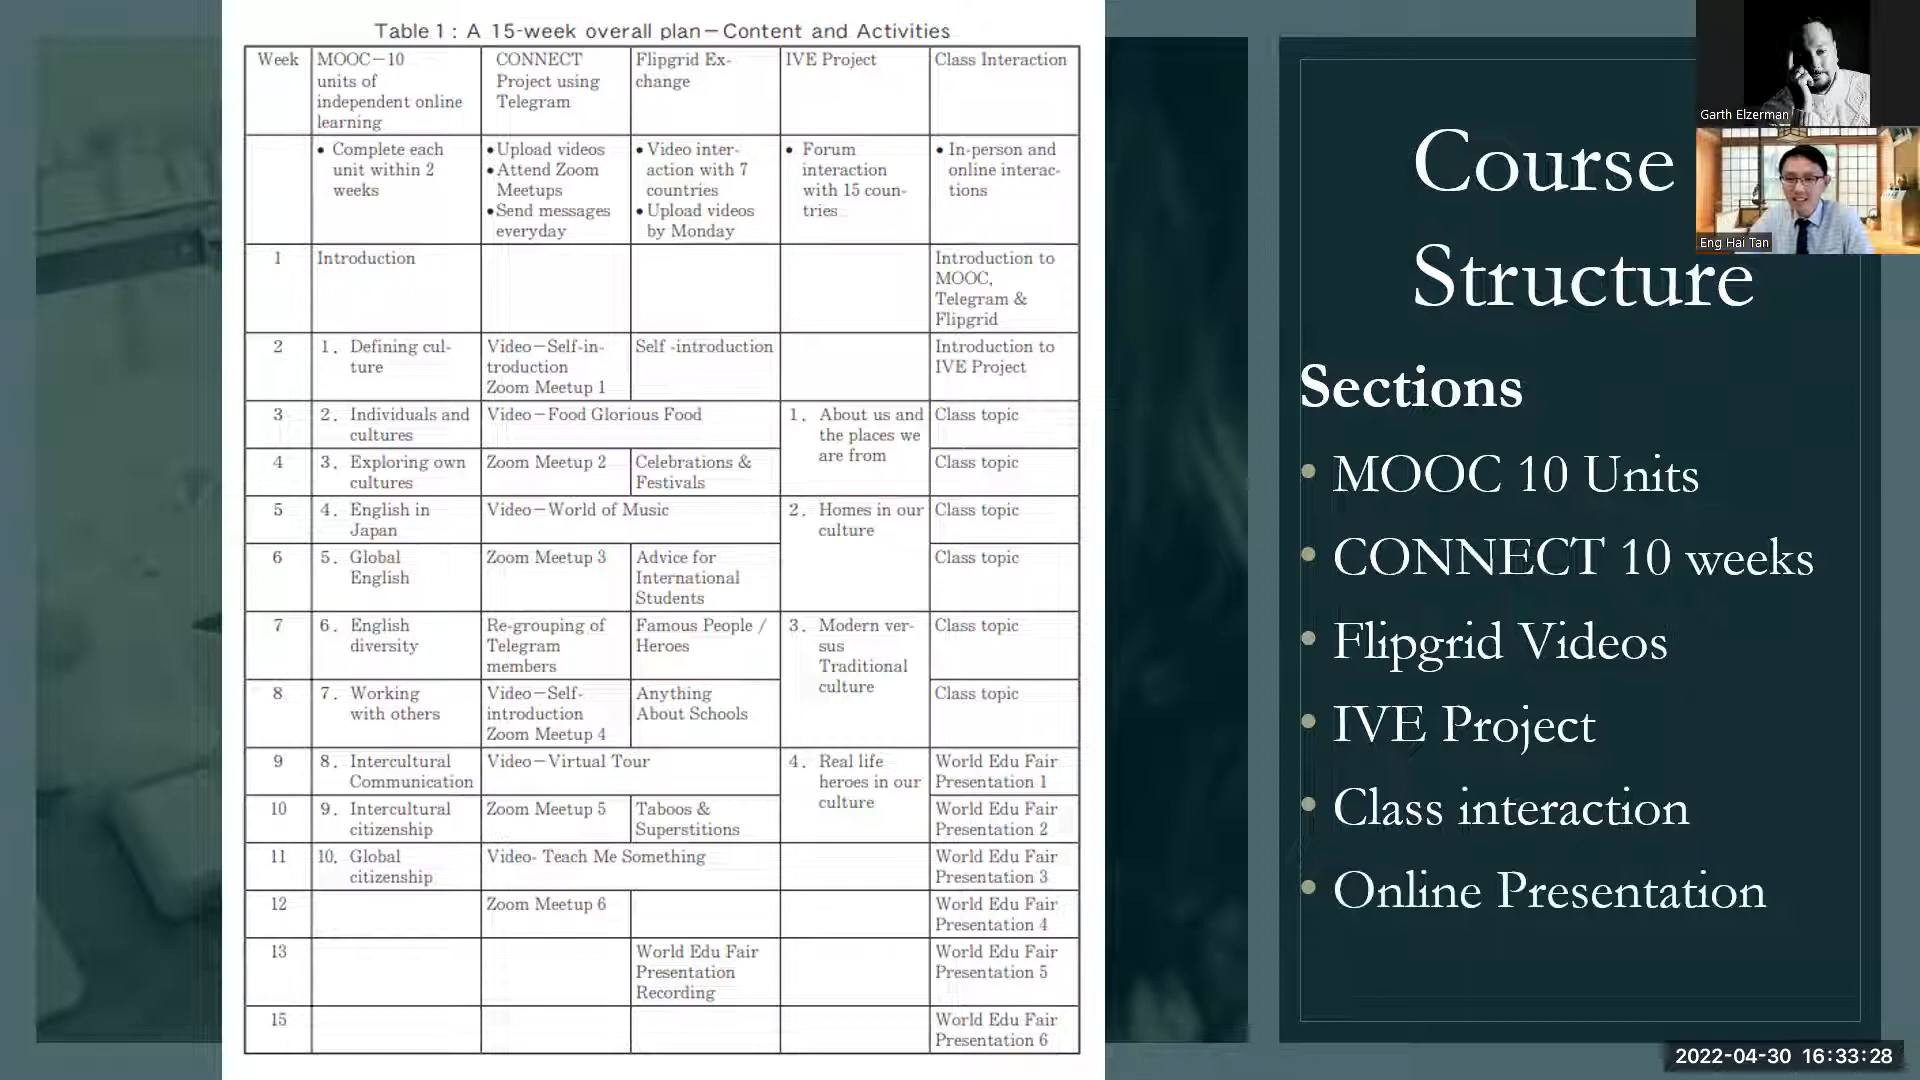 Table 1 : A 15-week overall plan－Content and Activities
Week
MOOC－10
units of
independent online
learning
CONNECT
Project using
Telegram
Flipgrid Ex-
change
IVE Project
Class Interaction
• Complete each
unit within 2
weeks
• Upload videos
• Attend Zoom
Meetups
• Send messages
everyday
• Video inter-
action with 7
countries
• Upload videos
by Monday
• Forum
interaction
with 15 coun-
tries
• In-person and
online interac-
tions
1
Introduction
Introduction to
MOOC,
Telegram &
Flipgrid
2
1. Defining cul-
ture
Video－Self-in-
troduction
Zoom Meetup 1
Self -introduction
Introduction to
IVE Project
3
2. Individuals and
cultures
Video－Food Glorious Food
1. About us and
the places we
are from
Class topic
4
3. Exploring own
cultures
Zoom Meetup 2
Celebrations &
Festivals
Class topic
5
4. English in
Japan
Video－World of Music
2. Homes in our
culture
Class topic
6
5. Global
English
Zoom Meetup 3
Advice for
International
Students
Class topic
7
6. English
diversity
Re-grouping of
Telegram
members
Famous People /
Heroes
3. Modern ver-
sus
Traditional
culture
Class topic
8
7. Working
with others
Video－Self-
introduction
Zoom Meetup 4
Anything
About Schools
Class topic
9
8. Intercultural
Communication
Video－Virtual Tour
4. Real life
heroes in our
culture
World Edu Fair
Presentation 1
10
9. Intercultural
citizenship
Zoom Meetup 5
Taboos &
Superstitions
World Edu Fair
Presentation 2
11
10. Global
citizenship
Video- Teach Me Something
World Edu Fair
Presentation 3
12
Zoom Meetup 6
World Edu Fair
Presentation 4
13
World Edu Fair
Presentation
Recording
World Edu Fair
Presentation 5
15
World Edu Fair
Presentation 6
Course
Structure
Sections
• MOOC 10 Units
• CONNECT 10 weeks
• Flipgrid Videos
• IVE Project
• Class interaction
• Online Presentation
Garth Elzerman
Eng Hai Tan
2022-04-30 16:33:28